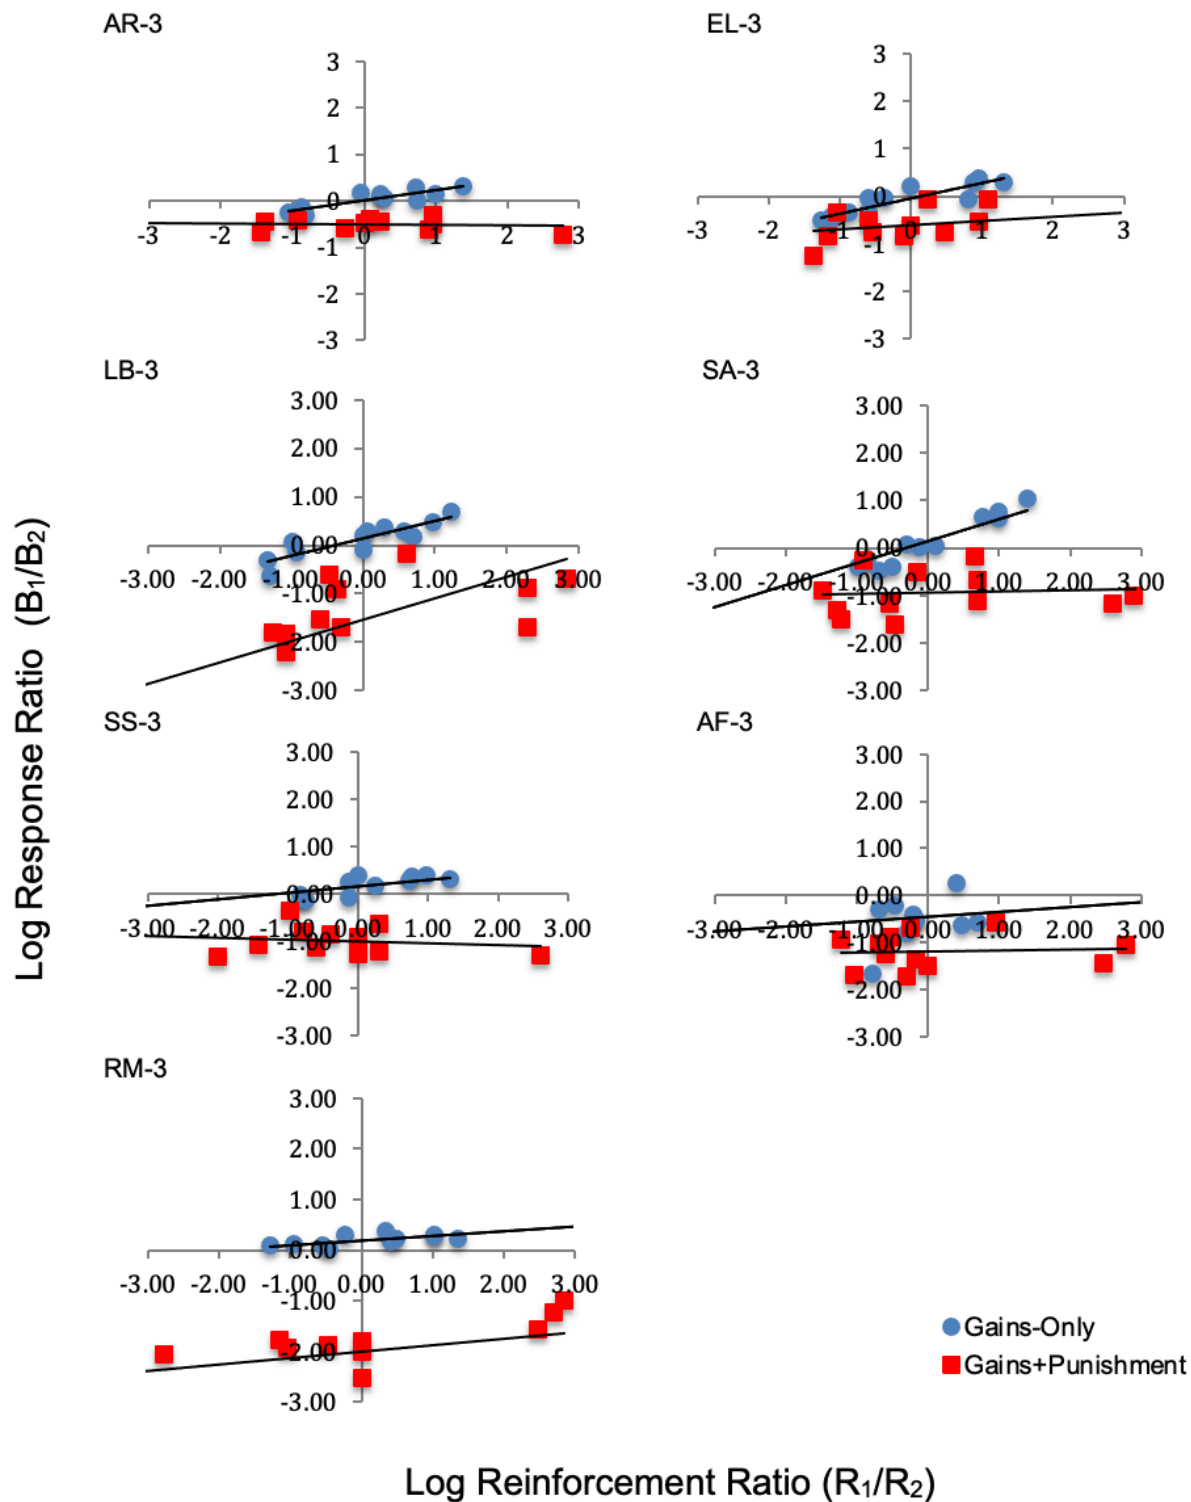 AR-3
3
2
1
0
-3 -2 -1 0 1 2 3
-1
-2
-3
EL-3
3
2
1
0
-3 -2 -1 0 1 2 3
-1
-2
-3
LB-3
3.00
2.00
1.00
0.00
-3.00 -2.00 -1.00 0.00 1.00 2.00 3.00
-1.00
-2.00
-3.00
SA-3
3.00
2.00
1.00
0.00
-3.00 -2.00 -1.00 0.00 1.00 2.00 3.00
-1.00
-2.00
-3.00
SS-3
3.00
2.00
1.00
0.00
-3.00 -2.00 -1.00 0.00 1.00 2.00 3.00
-1.00
-2.00
-3.00
AF-3
3.00
2.00
1.00
0.00
-3.00 -2.00 -1.00 0.00 1.00 2.00 3.00
-1.00
-2.00
-3.00
RM-3
3.00
2.00
1.00
0.00
-3.00 -2.00 -1.00 0.00 1.00 2.00 3.00
-1.00
-2.00
-3.00
Log Response Ratio (B₁/B₂)
Gains-Only
Gains+Punishment
Log Reinforcement Ratio (R₁/R₂)